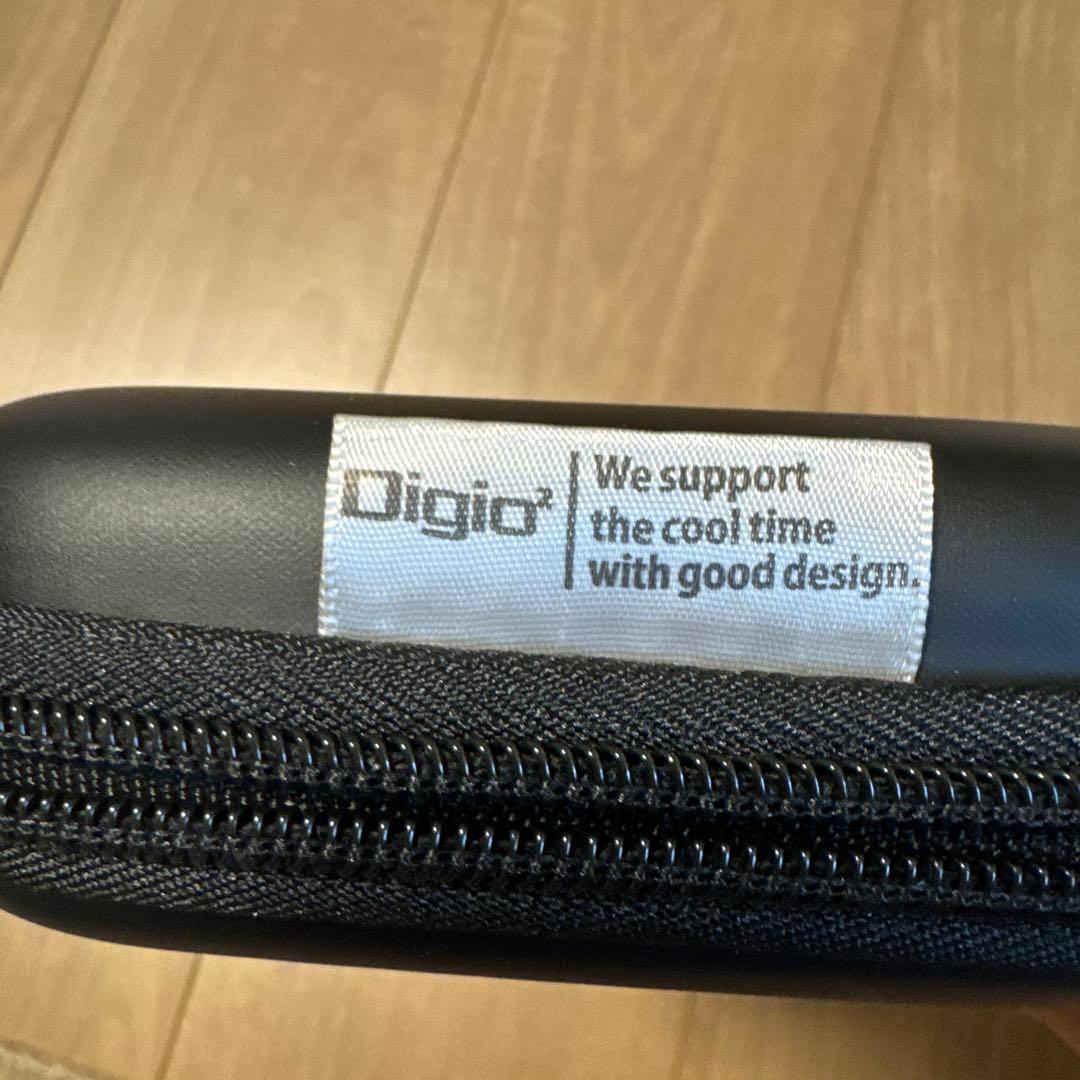 Digio²
We support
the cool time
with good design.